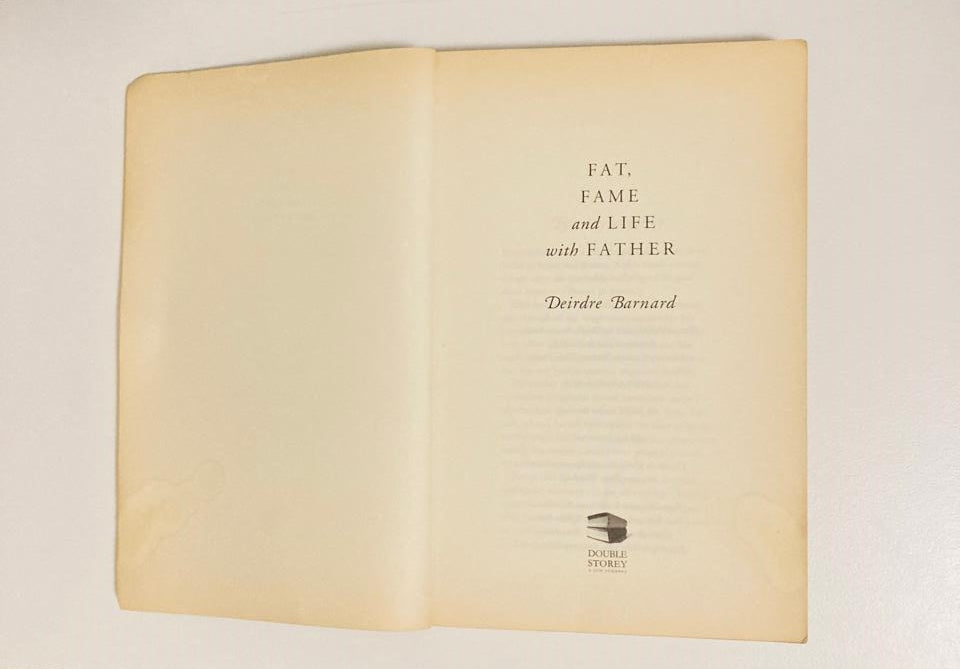 FAT,
FAME
and LIFE
with FATHER
Deirdre Barnard
DOUBLE
STOREY